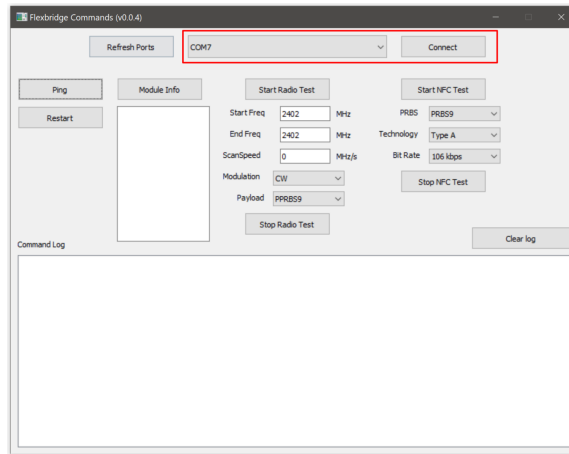 Flexbridge Commands (v0.0.4)
Refresh Ports COM7 Connect
Ping Module Info Start Radio Test Start NFC Test
Restart Start Freq 2402 MHz PRBS PRBS9
End Freq 2402 MHz Technology Type A
ScanSpeed 0 MHz/s Bit Rate 106 kbps
Modulation CW Stop NFC Test
Payload PPRBS9
Stop Radio Test
Clear log
Command Log